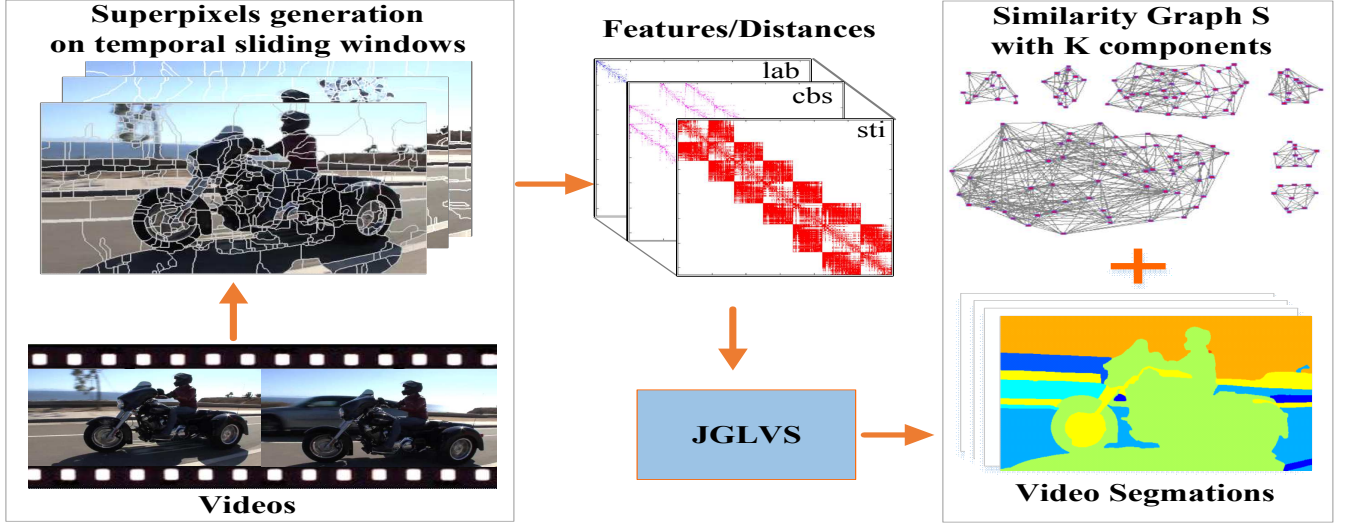 Superpixels generation
on temporal sliding windows
Videos
Features/Distances
lab
cbs
sti
JGLVS
Similarity Graph S
with K components
Video Segmations